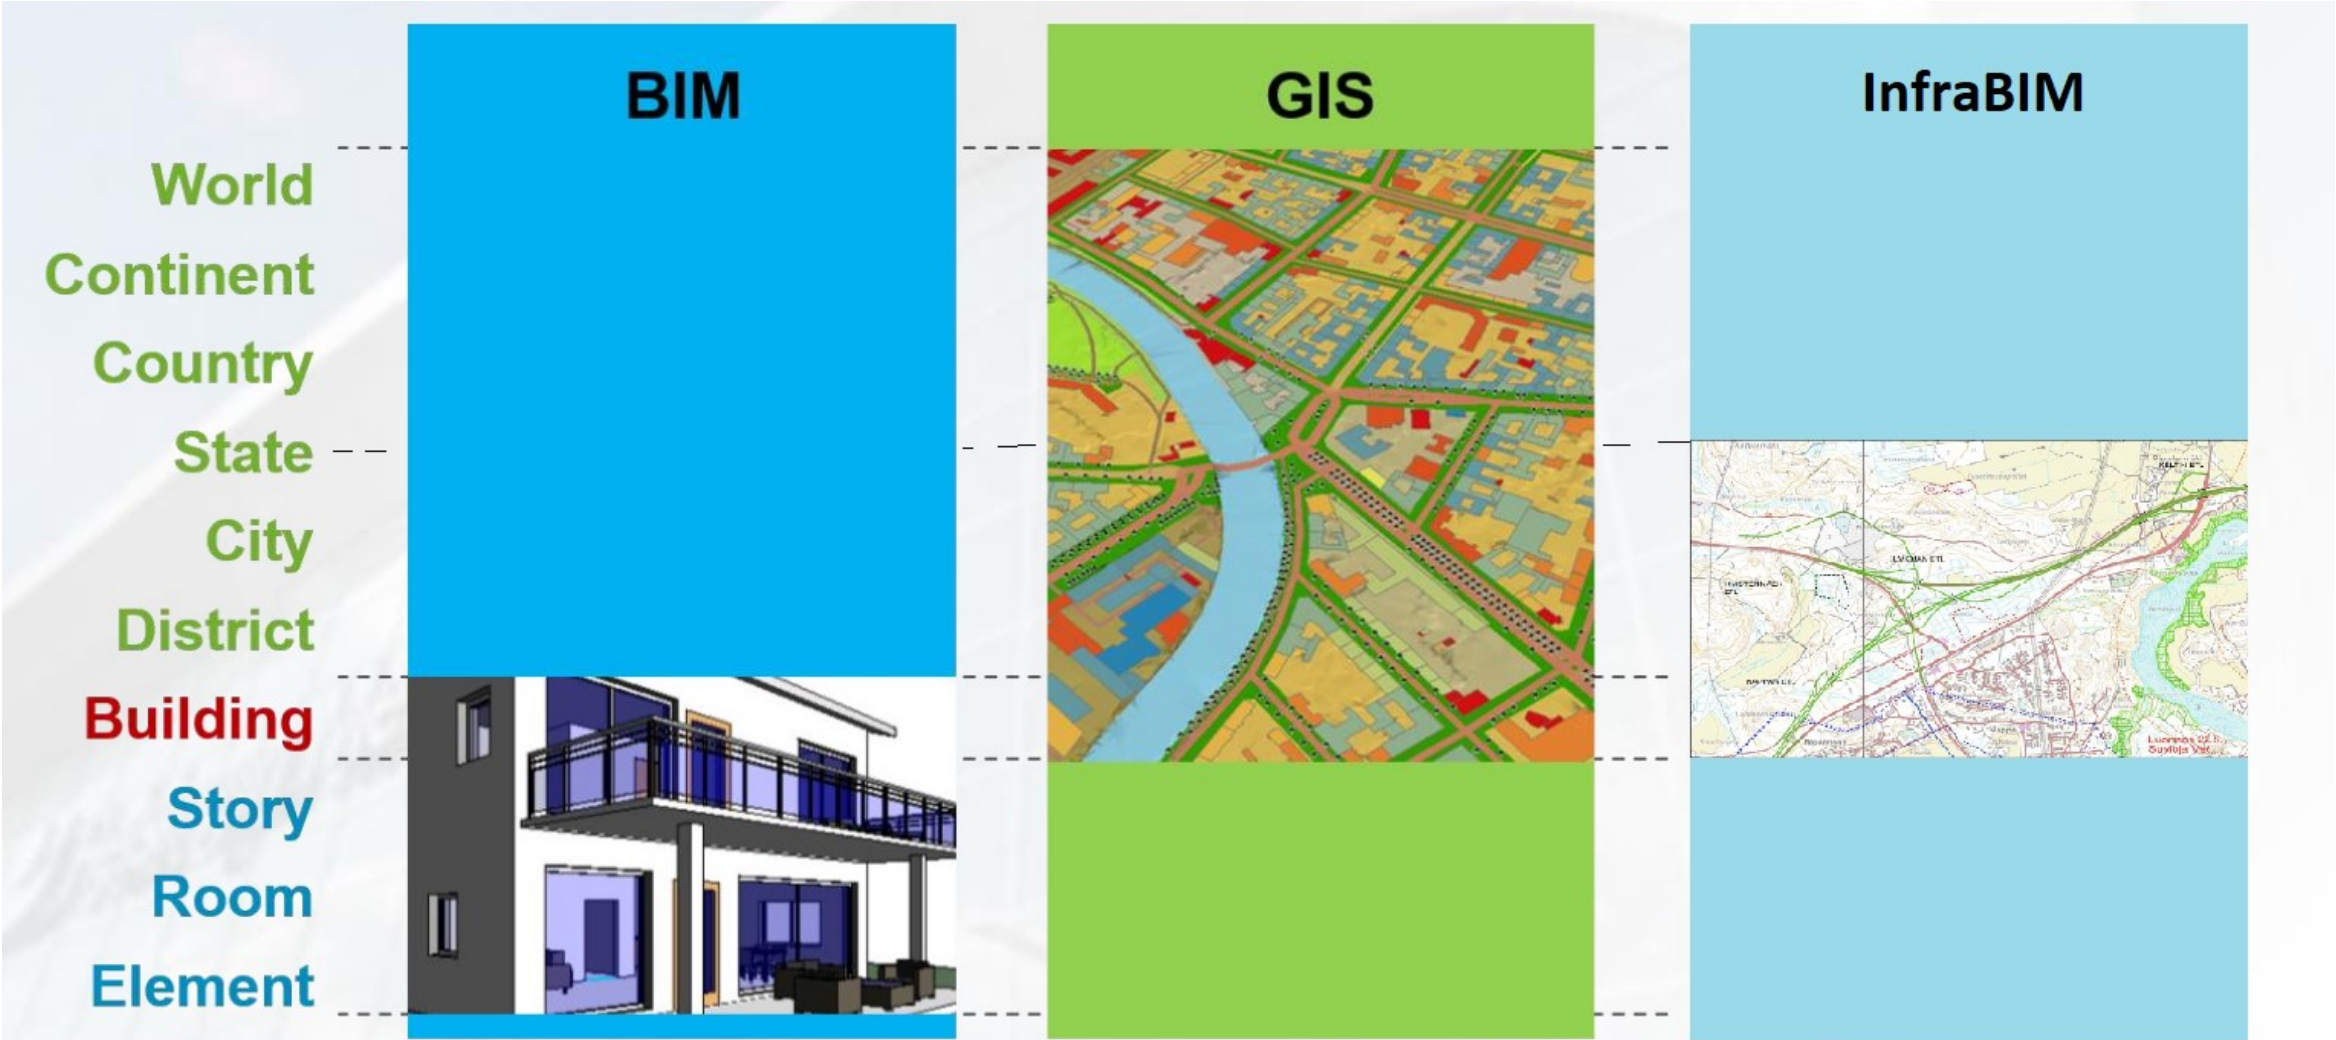 BIM
GIS
InfraBIM
World
Continent
Country
State
City
District
Building
Story
Room
Element